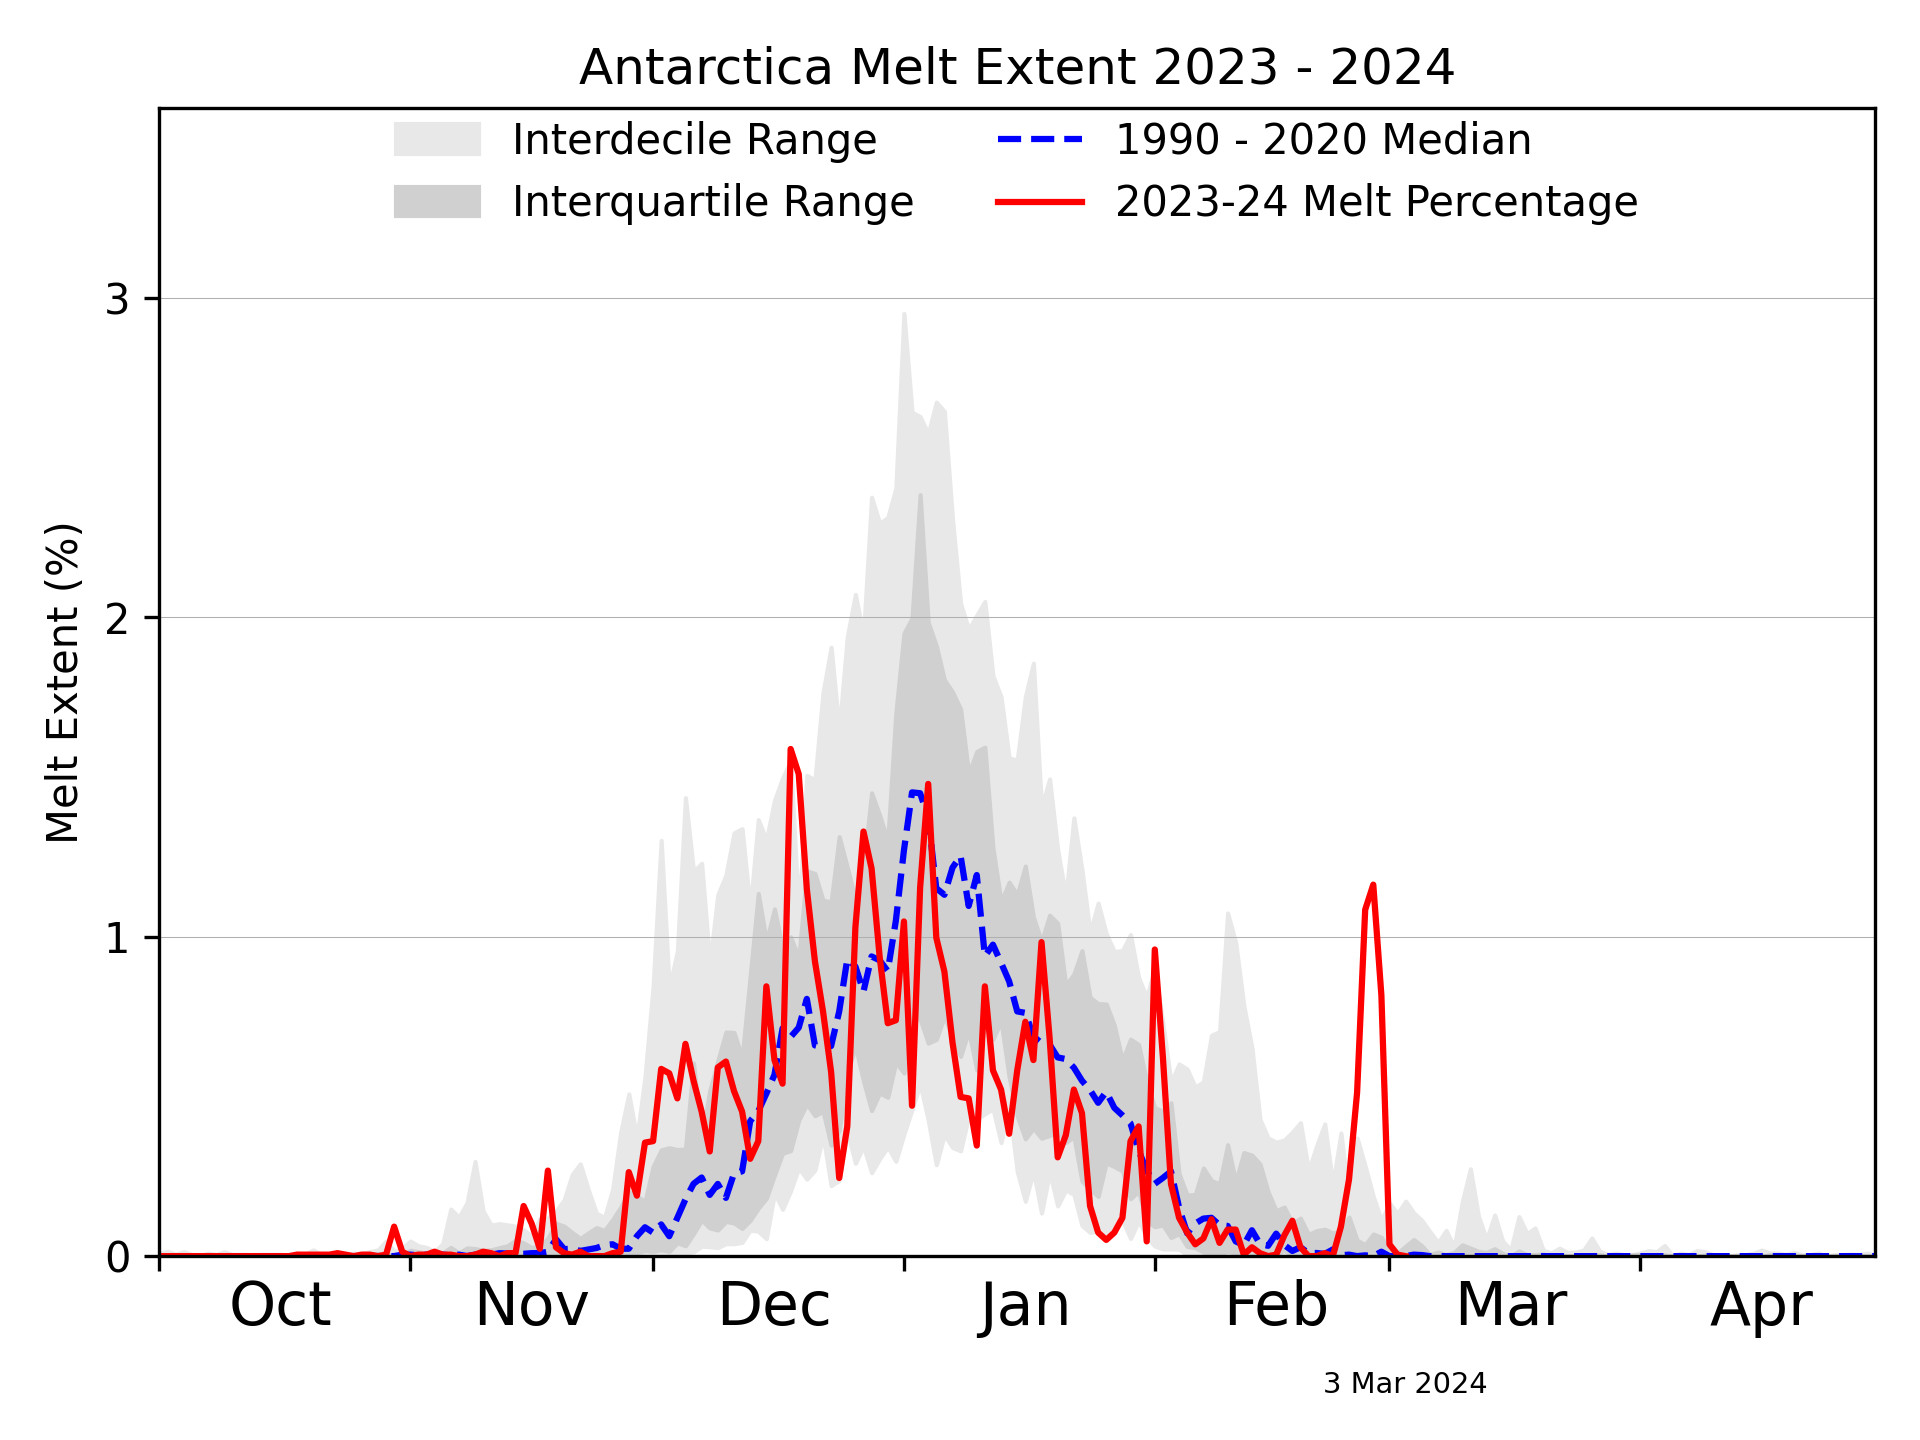 Antarctica Melt Extent 2023 - 2024
Interdecile Range
Interquartile Range
1990 - 2020 Median
2023-24 Melt Percentage
Melt Extent (%)
3
2
1
0
Oct Nov Dec Jan Feb Mar Apr
3 Mar 2024